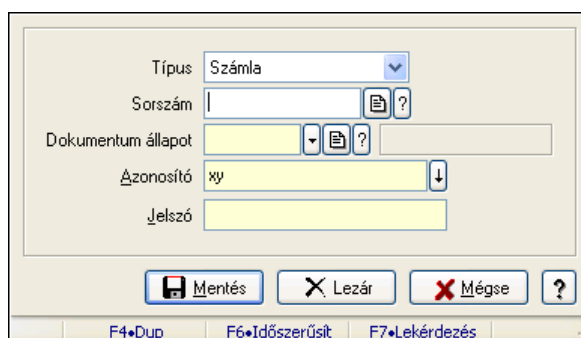 Típus Számla
Sorszám ?
Dokumentum állapot ?
Azonosító xy
Jelszó
Mentés Lezár Mégse ?
F4•Dup F6•Időszerűsít F7•Lekérdezés